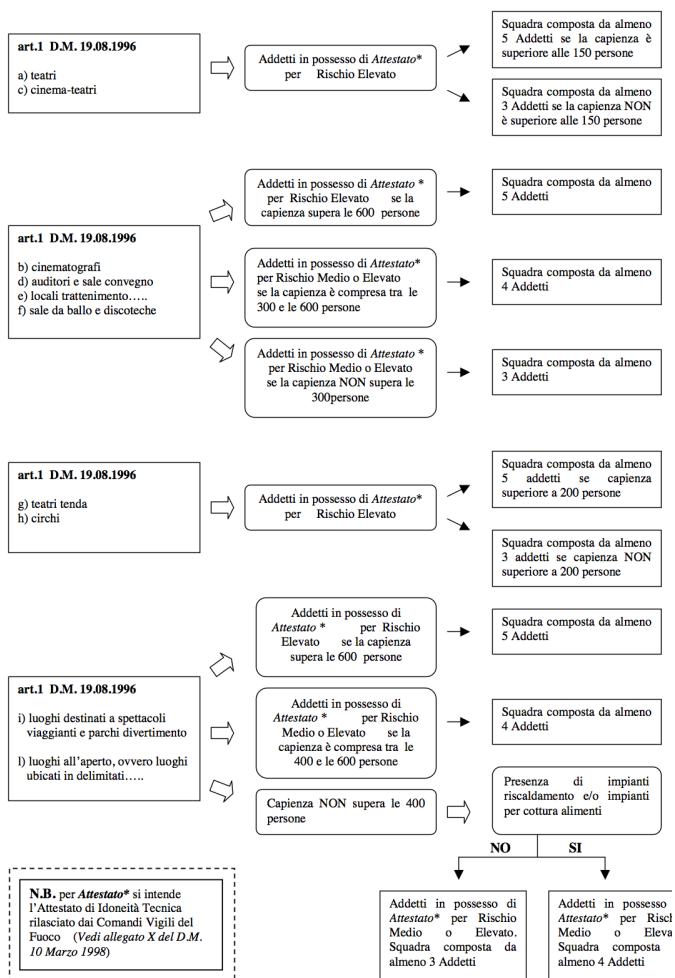 art.1 D.M. 19.08.1996
a) teatri
c) cinema-teatri
Addetti in possesso di Attestato*
per Rischio Elevato
Squadra composta da almeno
5 Addetti se la capienza è
superiore alle 150 persone
Squadra composta da almeno
3 Addetti se la capienza NON
è superiore alle 150 persone
art.1 D.M. 19.08.1996
b) cinematografi
d) auditori e sale convegno
e) locali trattenimento…..
f) sale da ballo e discoteche
Addetti in possesso di Attestato *
per Rischio Elevato se la
capienza supera le 600 persone
Squadra composta da almeno
5 Addetti
Addetti in possesso di Attestato*
per Rischio Medio o Elevato
se la capienza è compresa tra le
300 e le 600 persone
Squadra composta da almeno
4 Addetti
Addetti in possesso di Attestato *
per Rischio Medio o Elevato
se la capienza NON supera le
300persone
Squadra composta da almeno
3 Addetti
art.1 D.M. 19.08.1996
g) teatri tenda
h) circhi
Addetti in possesso di Attestato*
per Rischio Elevato
Squadra composta da almeno
5 addetti se capienza
superiore a 200 persone
Squadra composta da almeno
3 addetti se capienza NON
superiore a 200 persone
art.1 D.M. 19.08.1996
i) luoghi destinati a spettacoli
viaggianti e parchi divertimento
l) luoghi all’aperto, ovvero luoghi
ubicati in delimitati…..
Addetti in possesso di
Attestato * per Rischio
Elevato se la capienza
supera le 600 persone
Squadra composta da almeno
5 Addetti
Addetti in possesso di
Attestato * per Rischio
Medio o Elevato se la
capienza è compresa tra le
400 e le 600 persone
Squadra composta da almeno
4 Addetti
Capienza NON supera le 400
persone
Presenza di impianti
riscaldamento e/o impianti
per cottura alimenti
NO SI
Addetti in possesso di
Attestato* per Rischio
Medio o Elevato.
Squadra composta da
almeno 3 Addetti
Addetti in possesso
Attestato* per Risch
Medio o Eleva
Squadra composta
almeno 4 Addetti
N.B. per Attestato* si intende
l’Attestato di Idoneità Tecnica
rilasciato dai Comandi Vigili del
Fuoco (Vedi allegato X del D.M.
10 Marzo 1998)